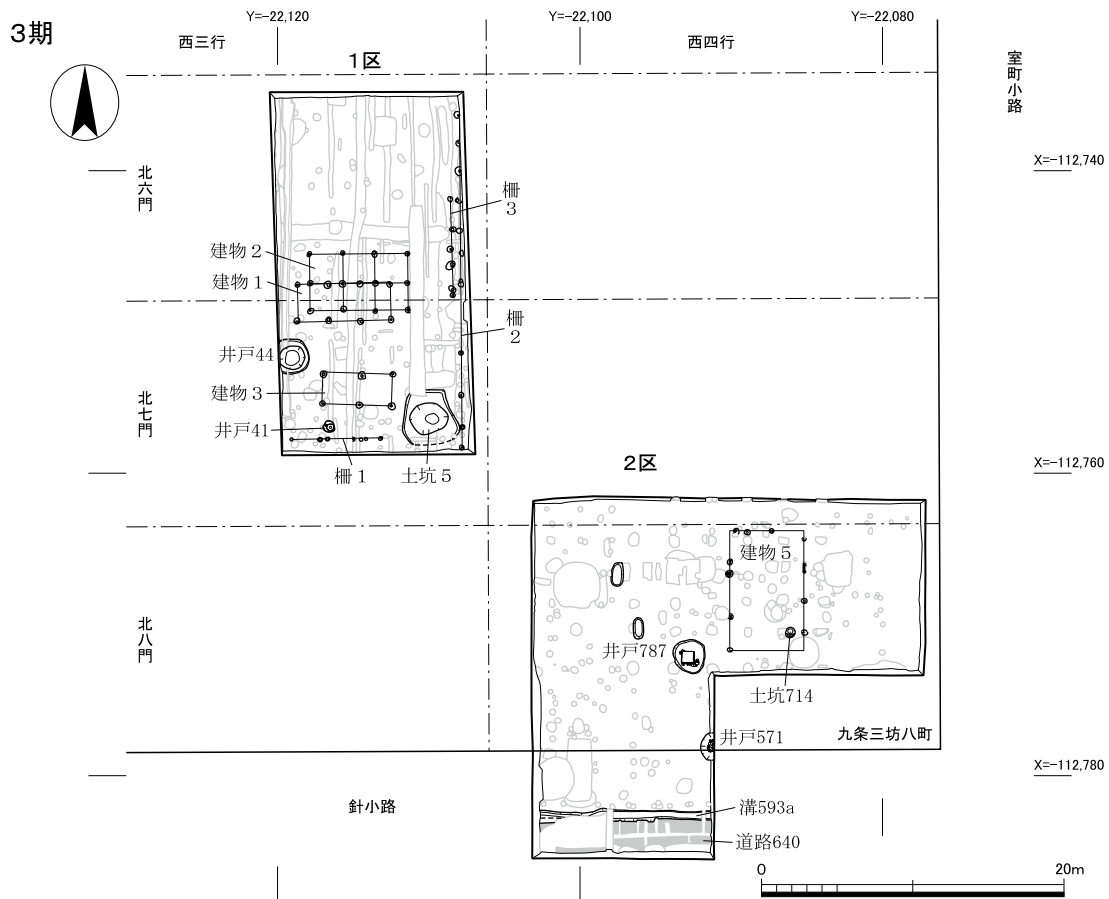 3期
Y=−22,120
Y=−22,100
Y=−22,080
西三行
西四行
1区
室町小路
X=−112,740
北六門
柵3
建物2
建物1
柵2
井戸44
建物3
北七門
井戸41
柵1
土坑5
2区
X=−112,760
建物5
北八門
井戸787
土坑714
井戸571
九条三坊八町
X=−112,780
針小路
溝593a
道路640
0
20m